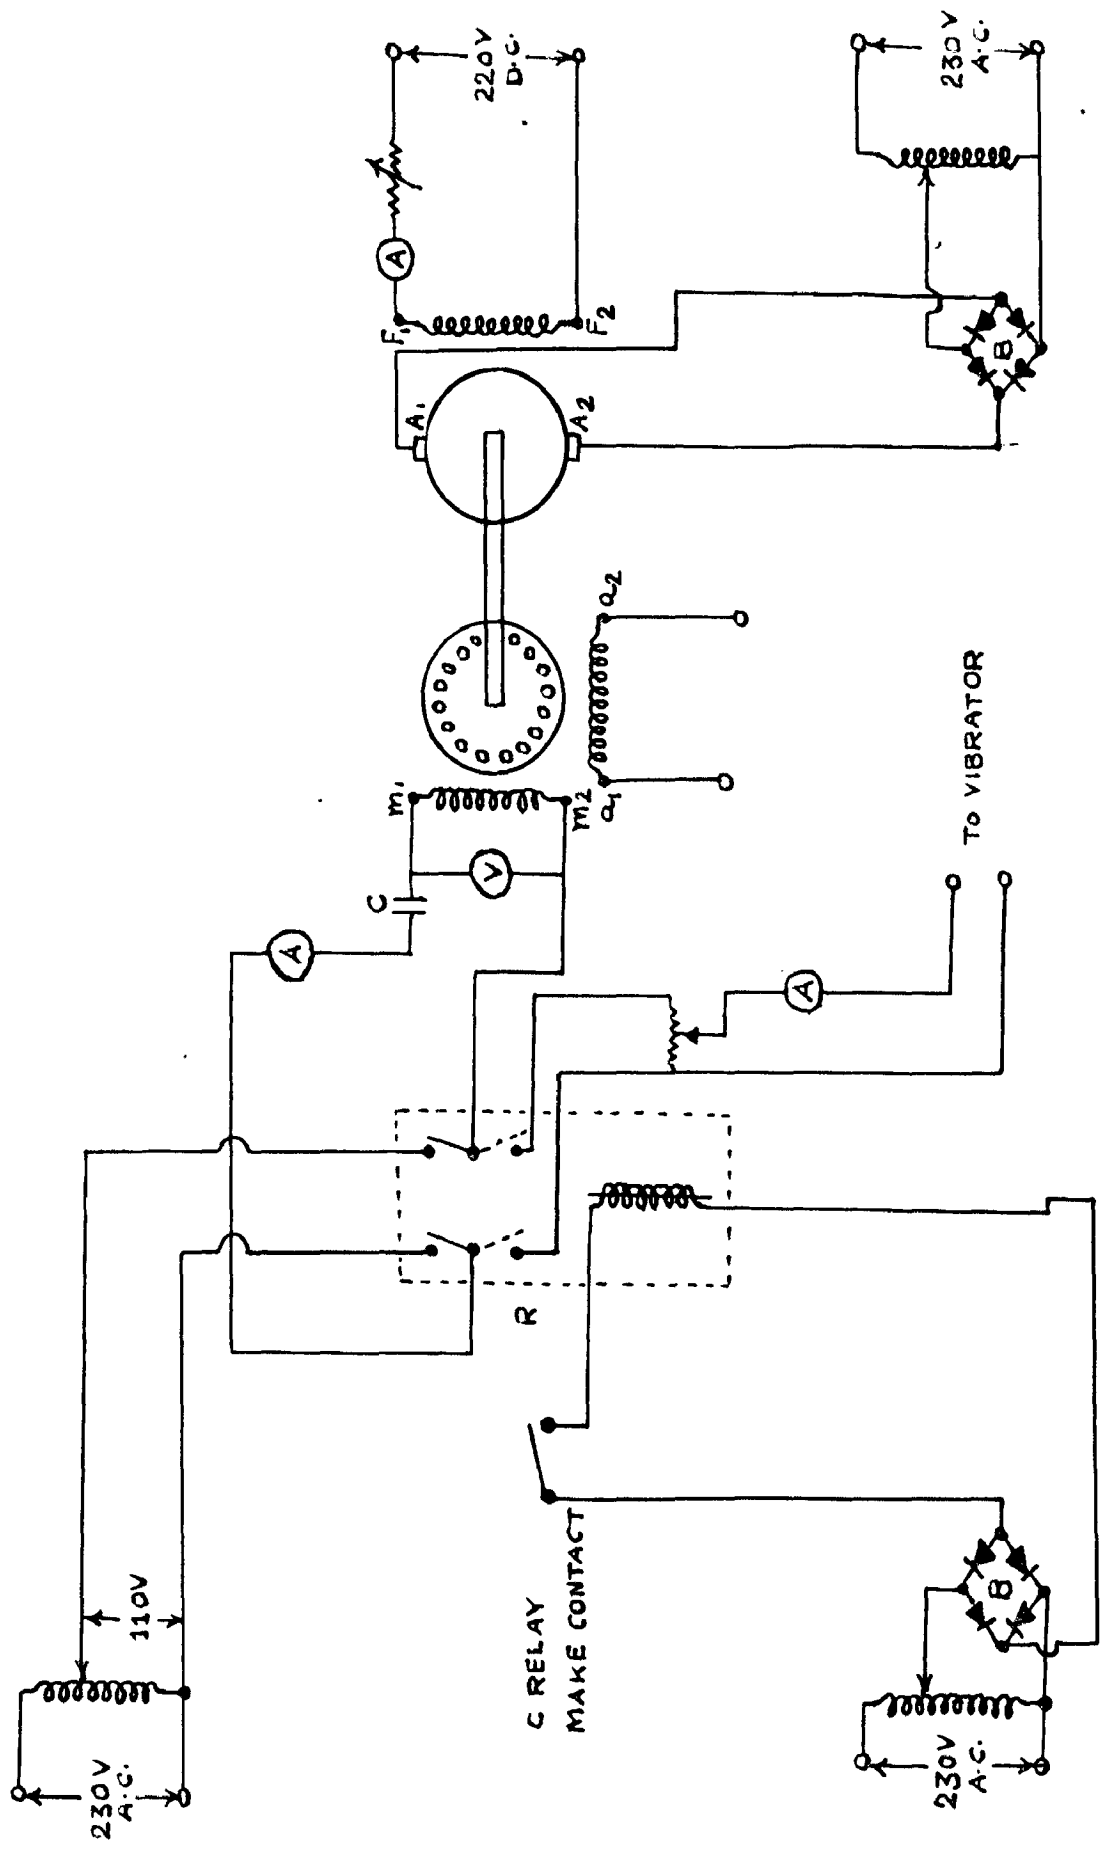 230V
A.C.
110V
A
C
V
m1
m2
a1
a2
A1
A2
F1
F2
A
220V
D.C.
R
C RELAY
MAKE CONTACT
A
TO VIBRATOR
230V
A.C.
B
B
230V
A.C.